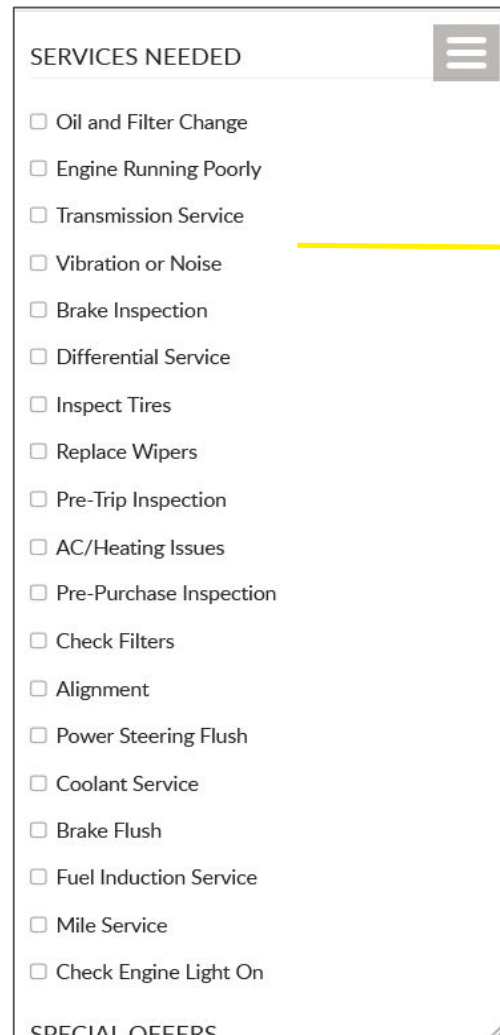 SERVICES NEEDED
Oil and Filter Change
Engine Running Poorly
Transmission Service
Vibration or Noise
Brake Inspection
Differential Service
Inspect Tires
Replace Wipers
Pre-Trip Inspection
AC/Heating Issues
Pre-Purchase Inspection
Check Filters
Alignment
Power Steering Flush
Coolant Service
Brake Flush
Fuel Induction Service
Mile Service
Check Engine Light On
SPECIAL OFFERS